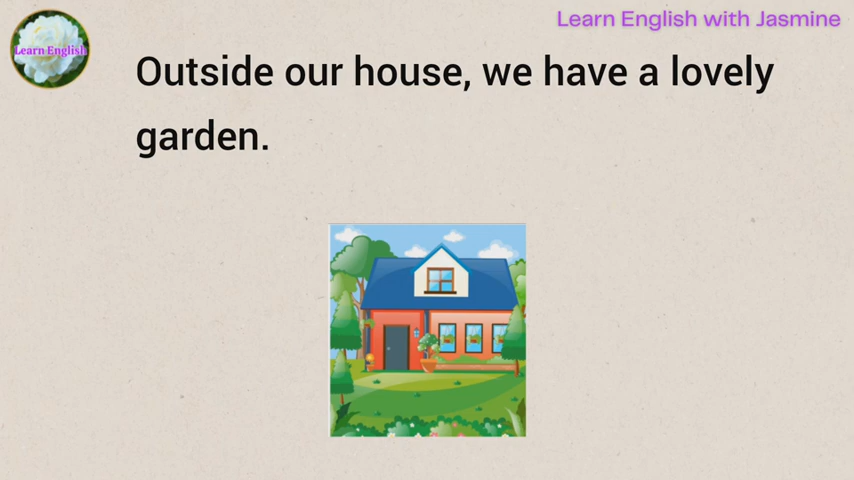 Learn English with Jasmine
Learn English
Outside our house, we have a lovely
garden.